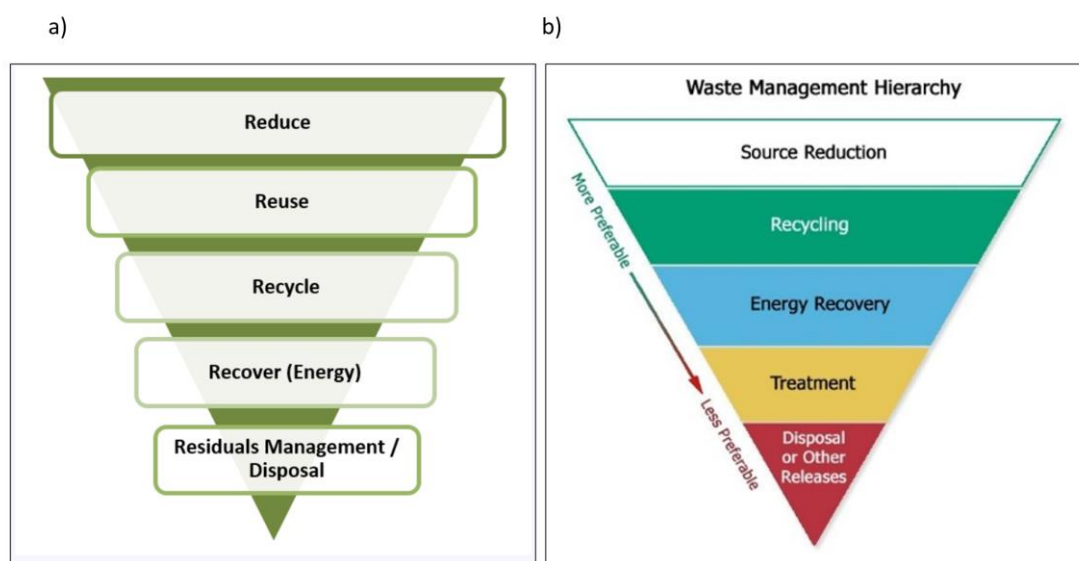 a)
Reduce
Reuse
Recycle
Recover (Energy)
Residuals Management /
Disposal
b)
Waste Management Hierarchy
Source Reduction
Recycling
Energy Recovery
Treatment
Disposal
or Other
Releases
More Preferable
Less Preferable